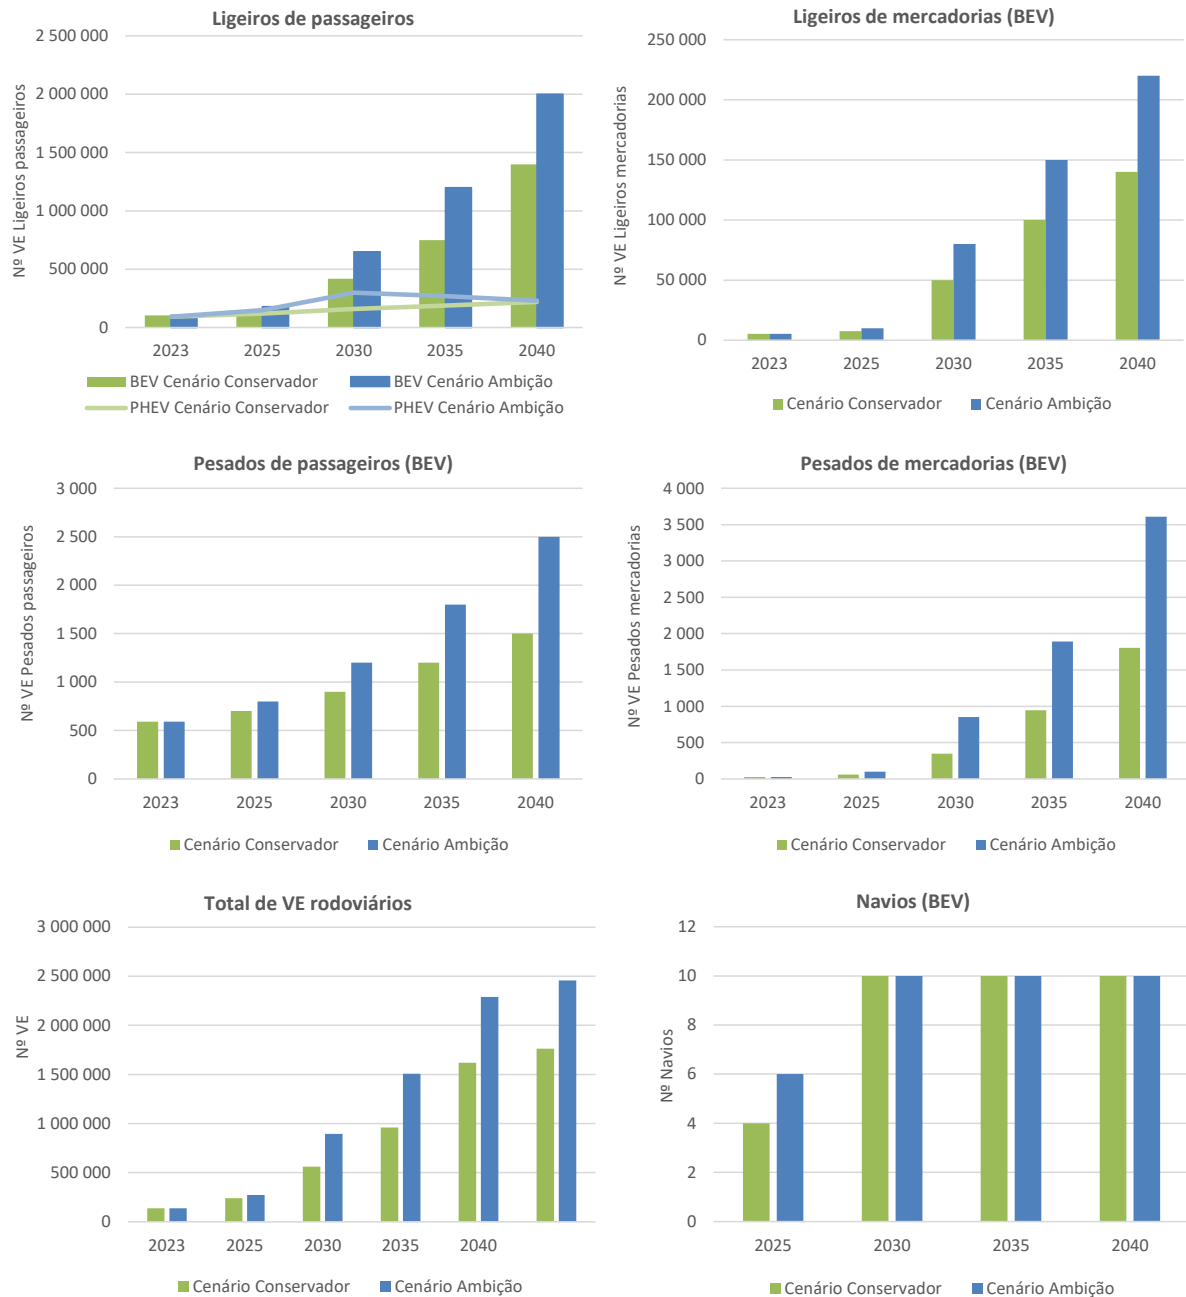 Ligeiros de passageiros
2 500 000
2 000 000
1 500 000
1 000 000
500 000
0
Nº VE Ligeiros passageiros
2023 2025 2030 2035 2040
BEV Cenário Conservador BEV Cenário Ambição
PHEV Cenário Conservador PHEV Cenário Ambição
Ligeiros de mercadorias (BEV)
250 000
200 000
150 000
100 000
50 000
0
Nº VE Ligeiros mercadorias
2023 2025 2030 2035 2040
Cenário Conservador Cenário Ambição
Pesados de passageiros (BEV)
3 000
2 500
2 000
1 500
1 000
500
0
Nº VE Pesados passageiros
2023 2025 2030 2035 2040
Cenário Conservador Cenário Ambição
Pesados de mercadorias (BEV)
4 000
3 500
3 000
2 500
2 000
1 500
1 000
500
0
Nº VE Pesados mercadorias
2023 2025 2030 2035 2040
Cenário Conservador Cenário Ambição
Total de VE rodoviários
3 000 000
2 500 000
2 000 000
1 500 000
1 000 000
500 000
0
Nº VE
2023 2025 2030 2035 2040
Cenário Conservador Cenário Ambição
Navios (BEV)
12
10
8
6
4
2
0
Nº Navios
2025 2030 2035 2040
Cenário Conservador Cenário Ambição